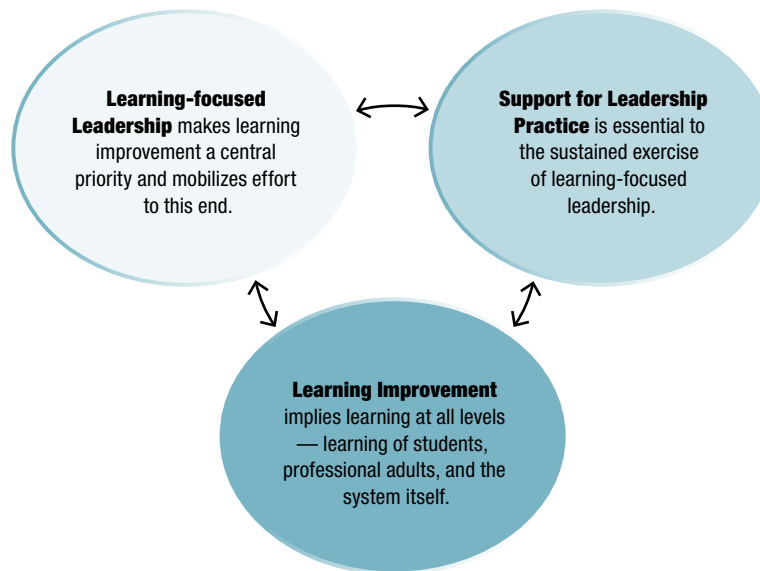 Learning-focused
Leadership makes learning
improvement a central
priority and mobilizes effort
to this end.
Support for Leadership
Practice is essential to
the sustained exercise
of learning-focused
leadership.
Learning Improvement
implies learning at all levels
— learning of students,
professional adults, and the
system itself.